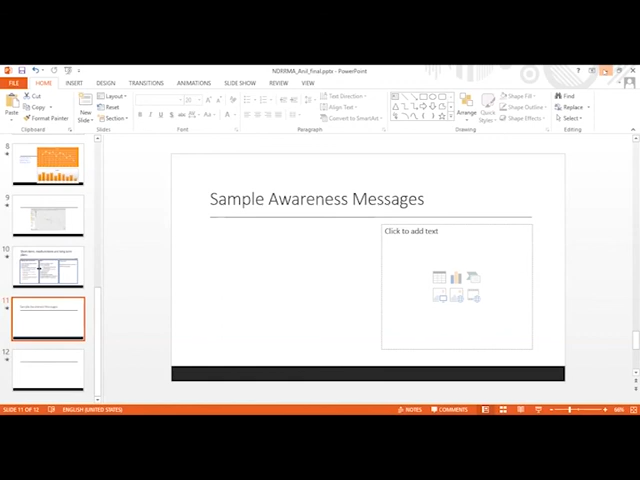 NDRRMA_And_final.pptx - PowerPoint
FILE HOME INSERT DESIGN TRANSITIONS ANIMATIONS SLIDE SHOW REVIEW VIEW
Cut
Copy
Format Painter
Paste
Clipboard
New
Slide
Layout
Reset
Section
Slides
Font
Text Direction
Align Text
Convert to SmartArt
Paragraph
Arrange
Quick
Styles
Shape Fill
Shape Outline
Shape Effects
Drawing
Find
Replace
Select
Editing
8
9
10
11
12
Sample Awareness Messages
Click to add text
SLIDE 11 OF 12 ENGLISH (UNITED STATES) NOTES COMMENTS 68%